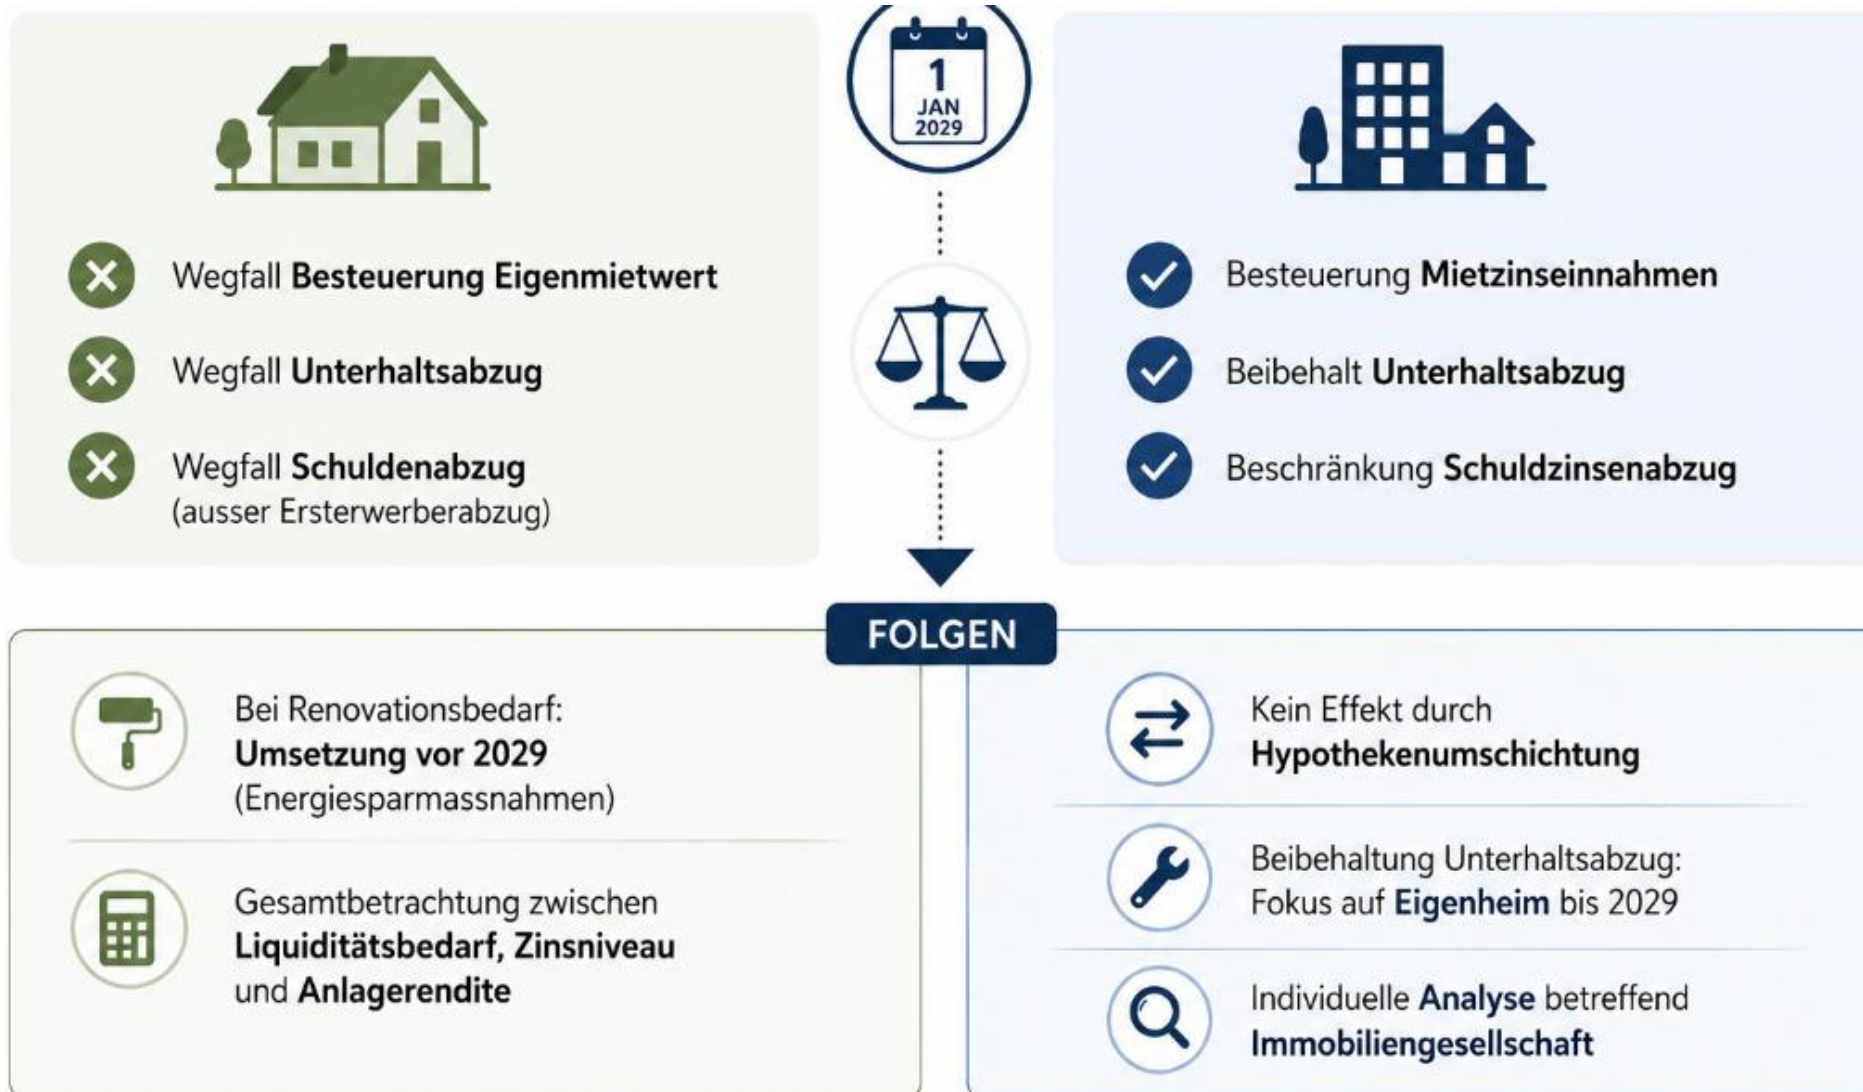 1
JAN
2029
Wegfall Besteuerung Eigenmietwert
Wegfall Unterhaltsabzug
Wegfall Schuldenabzug
(ausser Ersterwerberabzug)
Besteuerung Mietzinseinnahmen
Beibehalt Unterhaltsabzug
Beschränkung Schuldzinsenabzug
FOLGEN
Bei Renovationsbedarf:
Umsetzung vor 2029
(Energiesparmassnahmen)
Gesamtbetrachtung zwischen
Liquiditätsbedarf, Zinsniveau
und Anlagerendite
Kein Effekt durch
Hypothekenumschichtung
Beibehaltung Unterhaltsabzug:
Fokus auf Eigenheim bis 2029
Individuelle Analyse betreffend
Immobiliengesellschaft